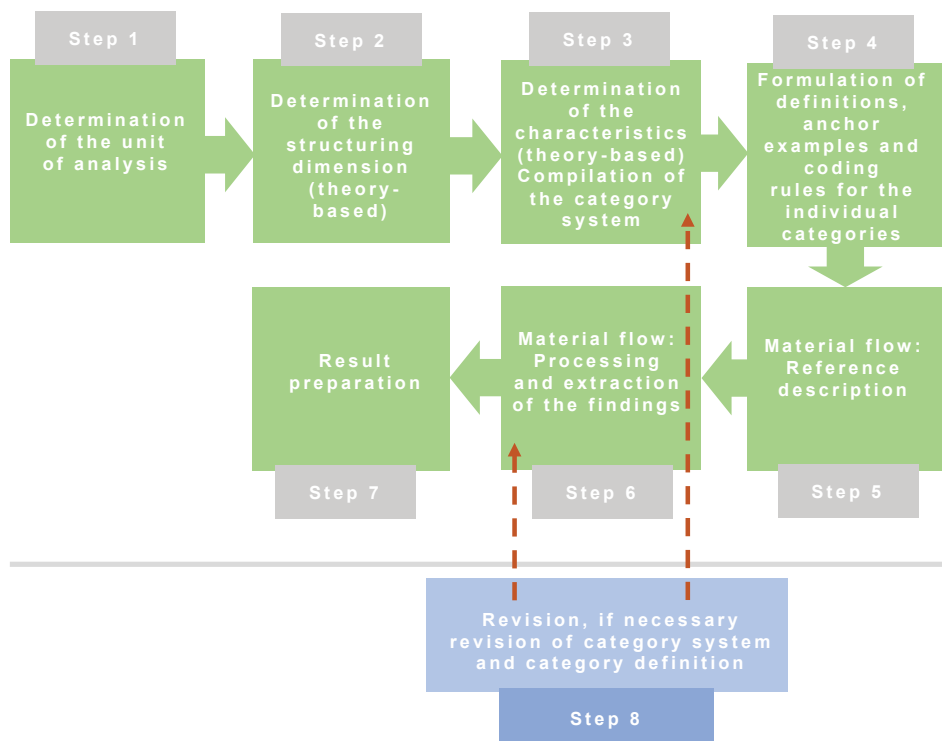 Step 1
Determination
of the unit
of analysis
Step 2
Determination
of the
structuring
dimension
(theory-
based)
Step 3
Determination
of the
characteristics
(theory-based)
Compilation of
the category
system
Step 4
Formulation of
definitions,
anchor
examples and
coding
rules for the
individual
categories
Material flow:
Reference
description
Step 5
Material flow:
Processing
and extraction
of the findings
Step 6
Result
preparation
Step 7
Revision, if necessary
revision of category system
and category definition
Step 8